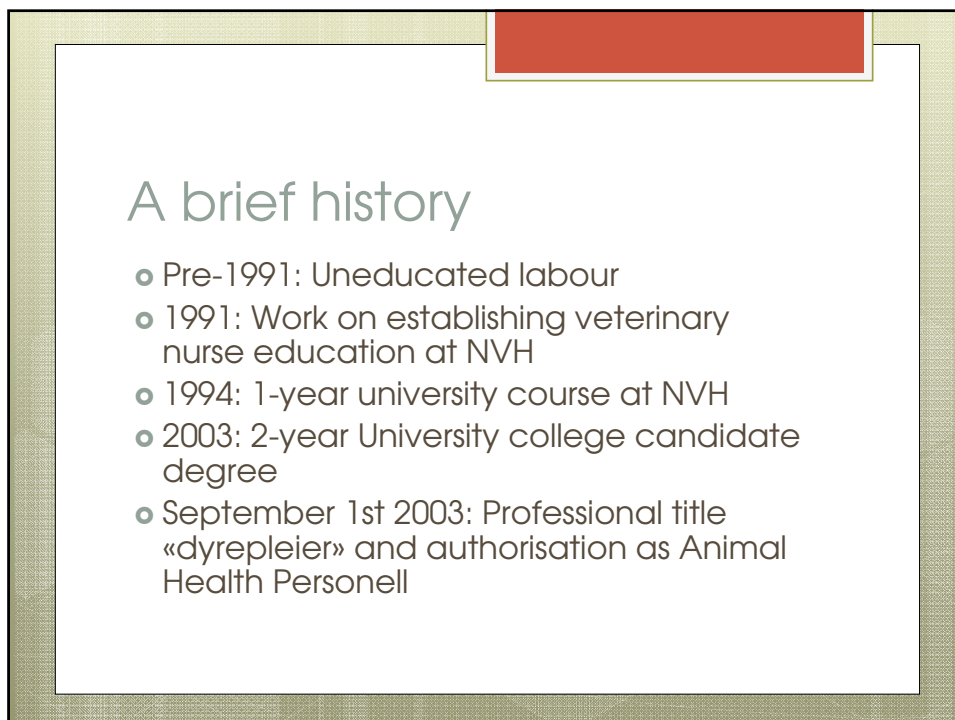 A brief history
Pre-1991: Uneducated labour
1991: Work on establishing veterinary
nurse education at NVH
1994: 1-year university course at NVH
2003: 2-year University college candidate
degree
September 1st 2003: Professional title
«dyrepleier» and authorisation as Animal
Health Personell